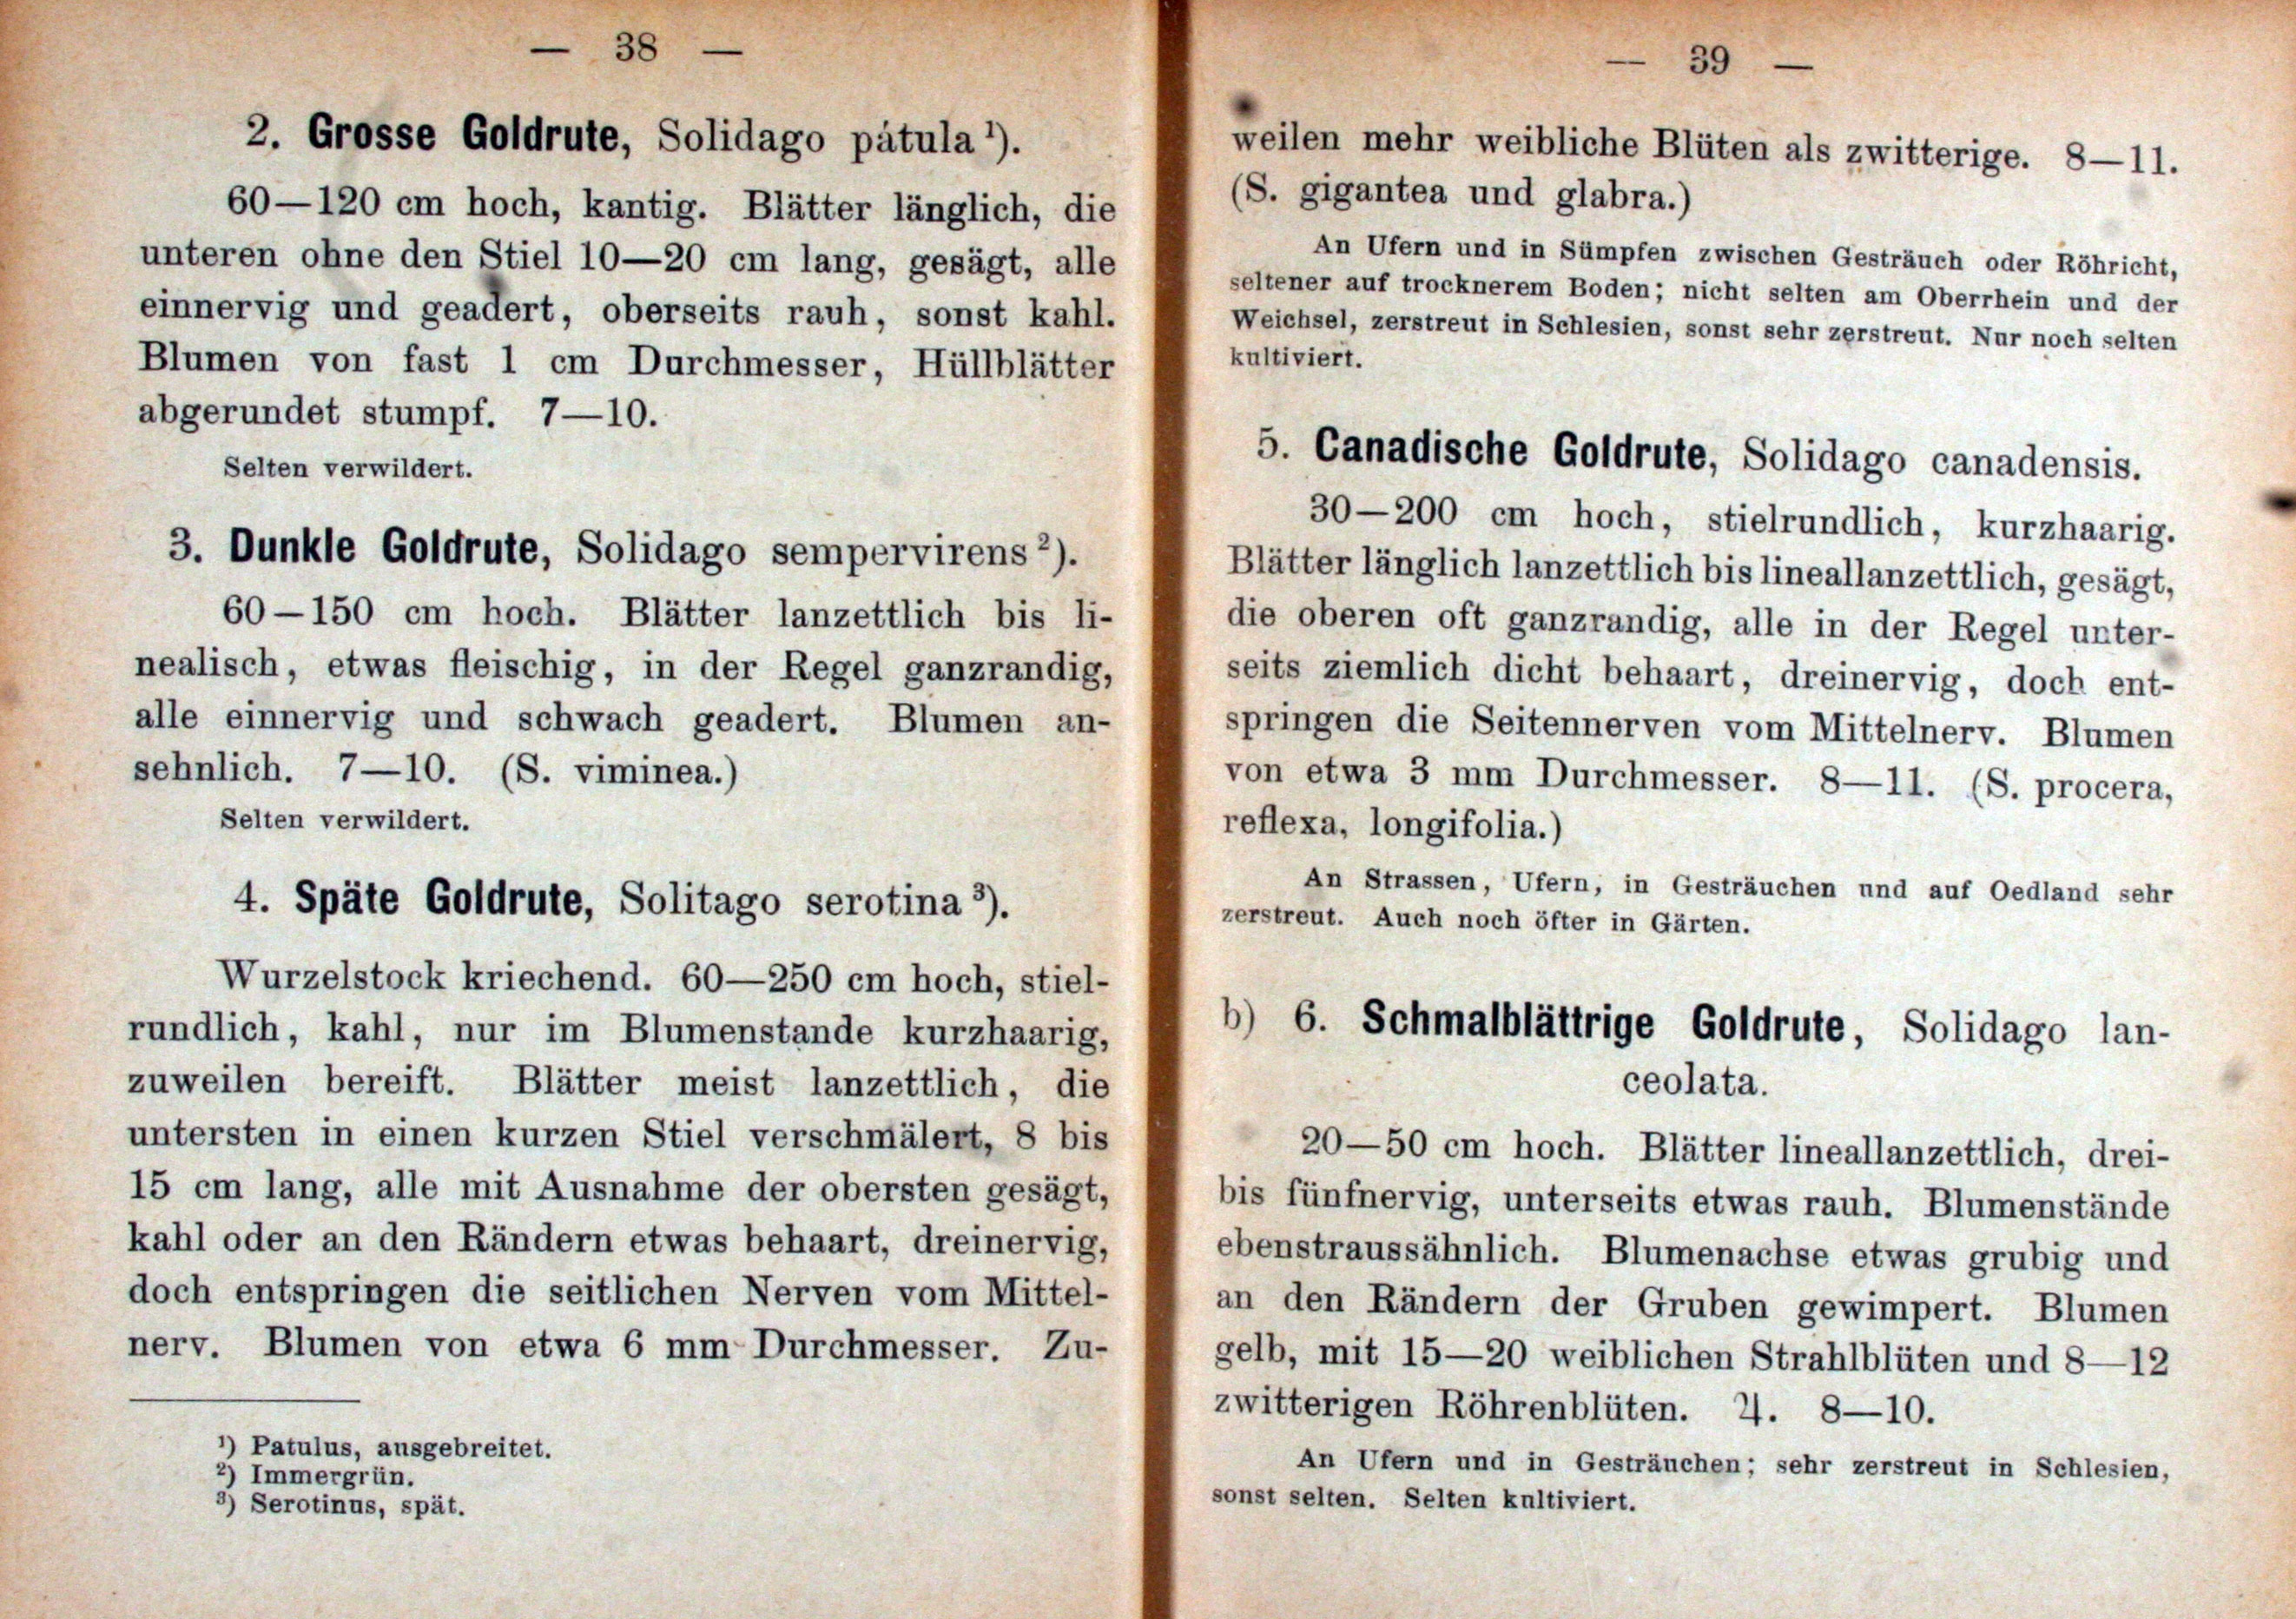 — 38 —
2. Grosse Goldrute, Solidago pátula ¹).
60—120 cm hoch, kantig. Blätter länglich, die
unteren ohne den Stiel 10—20 cm lang, gesägt, alle
einnervig und geadert, oberseits rauh, sonst kahl.
Blumen von fast 1 cm Durchmesser, Hüllblätter
abgerundet stumpf. 7—10.
Selten verwildert.
3. Dunkle Goldrute, Solidago sempervirens ²).
60—150 cm hoch. Blätter lanzettlich bis li-
nealisch, etwas fleischig, in der Regel ganzrandig,
alle einnervig und schwach geadert. Blumen an-
sehnlich. 7—10. (S. viminea.)
Selten verwildert.
4. Späte Goldrute, Solitago serotina ³).
Wurzelstock kriechend. 60—250 cm hoch, stiel-
rundlich, kahl, nur im Blumenstande kurzhaarig,
zuweilen bereift. Blätter meist lanzettlich, die
untersten in einen kurzen Stiel verschmälert, 8 bis
15 cm lang, alle mit Ausnahme der obersten gesägt,
kahl oder an den Rändern etwas behaart, dreinervig,
doch entspringen die seitlichen Nerven vom Mittel-
nerv. Blumen von etwa 6 mm Durchmesser. Zu-
¹) Patulus, ausgebreitet.
²) Immergrün.
³) Serotinus, spät.
— 39 —
weilen mehr weibliche Blüten als zwitterige. 8—11.
(S. gigantea und glabra.)
An Ufern und in Sümpfen zwischen Gesträuch oder Röhricht,
seltener auf trocknerem Boden; nicht selten am Oberrhein und der
Weichsel, zerstreut in Schlesien, sonst sehr zerstreut. Nur noch selten
kultiviert.
5. Canadische Goldrute, Solidago canadensis.
30—200 cm hoch, stielrundlich, kurzhaarig.
Blätter länglich lanzettlich bis lineallanzettlich, gesägt,
die oberen oft ganzrandig, alle in der Regel unter-
seits ziemlich dicht behaart, dreinervig, doch ent-
springen die Seitennerven vom Mittelnerv. Blumen
von etwa 3 mm Durchmesser. 8—11. (S. procera,
reflexa, longifolia.)
An Strassen, Ufern, in Gesträuchen und auf Oedland sehr
zerstreut. Auch noch öfter in Gärten.
b) 6. Schmalblättrige Goldrute, Solidago lan-
ceolata.
20—50 cm hoch. Blätter lineallanzettlich, drei-
bis fünfnervig, unterseits etwas rauh. Blumenstände
ebenstraussähnlich. Blumenachse etwas grubig und
an den Rändern der Gruben gewimpert. Blumen
gelb, mit 15—20 weiblichen Strahlblüten und 8—12
zwitterigen Röhrenblüten. ♃. 8—10.
An Ufern und in Gesträuchen; sehr zerstreut in Schlesien,
sonst selten. Selten kultiviert.